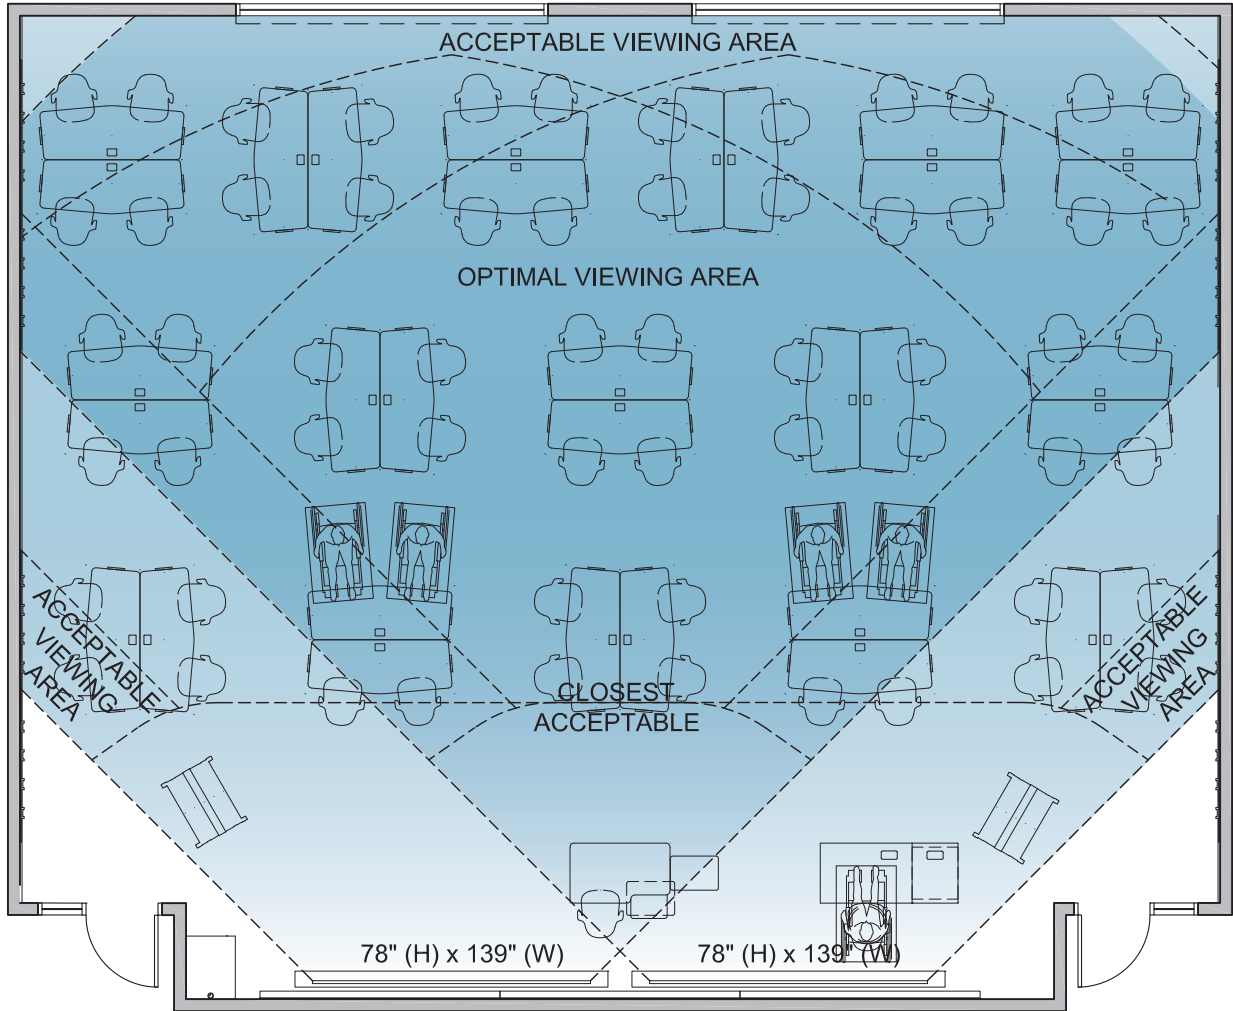 ACCEPTABLE VIEWING AREA
OPTIMAL VIEWING AREA
ACCEPTABLE
VIEWING
AREA
CLOSEST
ACCEPTABLE
ACCEPTABLE
VIEWING
AREA
78" (H) x 139" (W)
78" (H) x 139" (W)